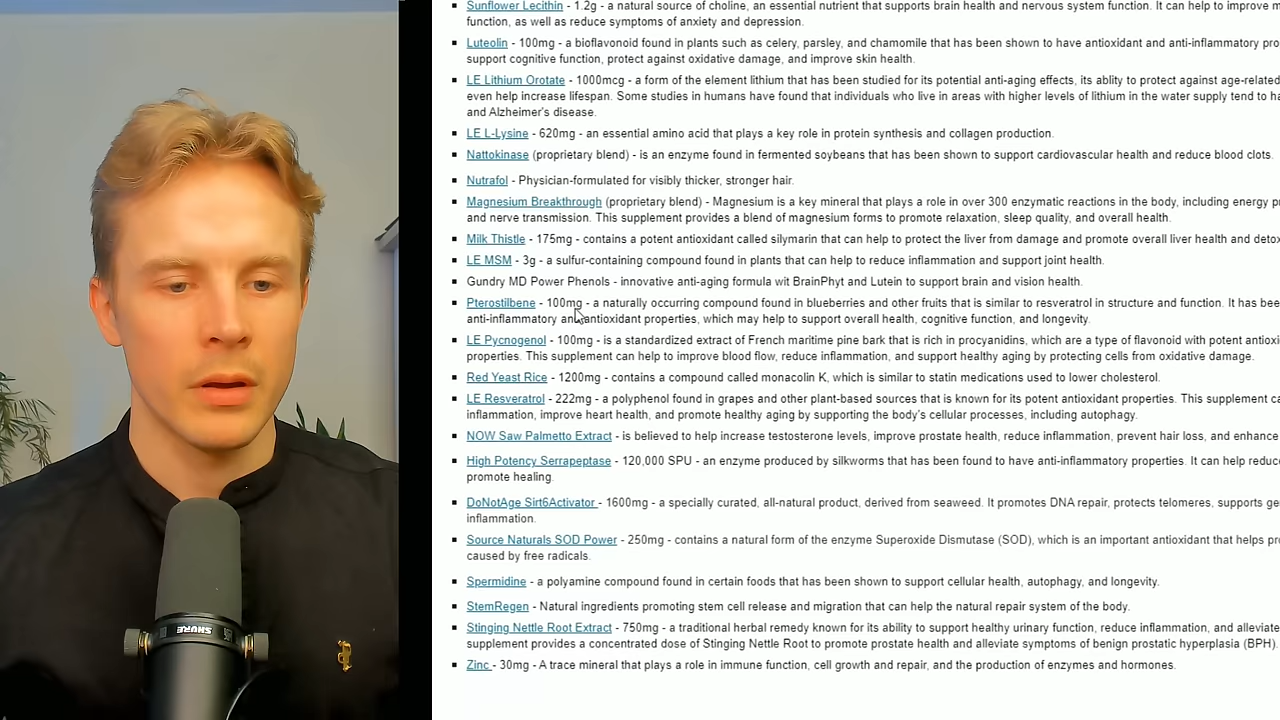 Sunflower Lecithin - 1.2g - a natural source of choline, an essential nutrient that supports brain health and nervous system function. It can help to improve m
function, as well as reduce symptoms of anxiety and depression.
Luteolin - 100mg - a bioflavonoid found in plants such as celery, parsley, and chamomile that has been shown to have antioxidant and anti-inflammatory pro
support cognitive function, protect against oxidative damage, and improve skin health.
LE Lithium Orotate - 1000mcg - a form of the element lithium that has been studied for its potential anti-aging effects, its ablity to protect against age-related
even help increase lifespan. Some studies in humans have found that individuals who live in areas with higher levels of lithium in the water supply tend to ha
and Alzheimer's disease.
LE L-Lysine - 620mg - an essential amino acid that plays a key role in protein synthesis and collagen production.
Nattokinase (proprietary blend) - is an enzyme found in fermented soybeans that has been shown to support cardiovascular health and reduce blood clots.
Nutrafol - Physician-formulated for visibly thicker, stronger hair.
Magnesium Breakthrough (proprietary blend) - Magnesium is a key mineral that plays a role in over 300 enzymatic reactions in the body, including energy p
and nerve transmission. This supplement provides a blend of magnesium forms to promote relaxation, sleep quality, and overall health.
Milk Thistle - 175mg - contains a potent antioxidant called silymarin that can help to protect the liver from damage and promote overall liver health and detox
LE MSM - 3g - a sulfur-containing compound found in plants that can help to reduce inflammation and support joint health.
Gundry MD Power Phenols - innovative anti-aging formula wit BrainPhyt and Lutein to support brain and vision health.
Pterostilbene - 100mg - a naturally occurring compound found in blueberries and other fruits that is similar to resveratrol in structure and function. It has bee
anti-inflammatory and antioxidant properties, which may help to support overall health, cognitive function, and longevity.
LE Pycnogenol - 100mg - is a standardized extract of French maritime pine bark that is rich in procyanidins, which are a type of flavonoid with potent antioxi
properties. This supplement can help to improve blood flow, reduce inflammation, and support healthy aging by protecting cells from oxidative damage.
Red Yeast Rice - 1200mg - contains a compound called monacolin K, which is similar to statin medications used to lower cholesterol.
LE Resveratrol - 222mg - a polyphenol found in grapes and other plant-based sources that is known for its potent antioxidant properties. This supplement ca
inflammation, improve heart health, and promote healthy aging by supporting the body's cellular processes, including autophagy.
NOW Saw Palmetto Extract - is believed to help increase testosterone levels, improve prostate health, reduce inflammation, prevent hair loss, and enhance
High Potency Serrapeptase - 120,000 SPU - an enzyme produced by silkworms that has been found to have anti-inflammatory properties. It can help reduc
promote healing.
DoNotAge Sirt6Activator - 1600mg - a specially curated, all-natural product, derived from seaweed. It promotes DNA repair, protects telomeres, supports ge
inflammation.
Source Naturals SOD Power - 250mg - contains a natural form of the enzyme Superoxide Dismutase (SOD), which is an important antioxidant that helps pro
caused by free radicals.
Spermidine - a polyamine compound found in certain foods that has been shown to support cellular health, autophagy, and longevity.
StemRegen - Natural ingredients promoting stem cell release and migration that can help the natural repair system of the body.
Stinging Nettle Root Extract - 750mg - a traditional herbal remedy known for its ability to support healthy urinary function, reduce inflammation, and alleviate
supplement provides a concentrated dose of Stinging Nettle Root to promote prostate health and alleviate symptoms of benign prostatic hyperplasia (BPH).
Zinc - 30mg - A trace mineral that plays a role in immune function, cell growth and repair, and the production of enzymes and hormones.
SHURE